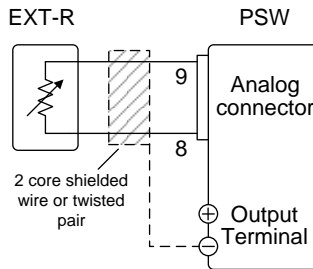 EXT-R
PSW
9
Analog
connector
8
2 core shielded
wire or twisted
pair
Output
Terminal